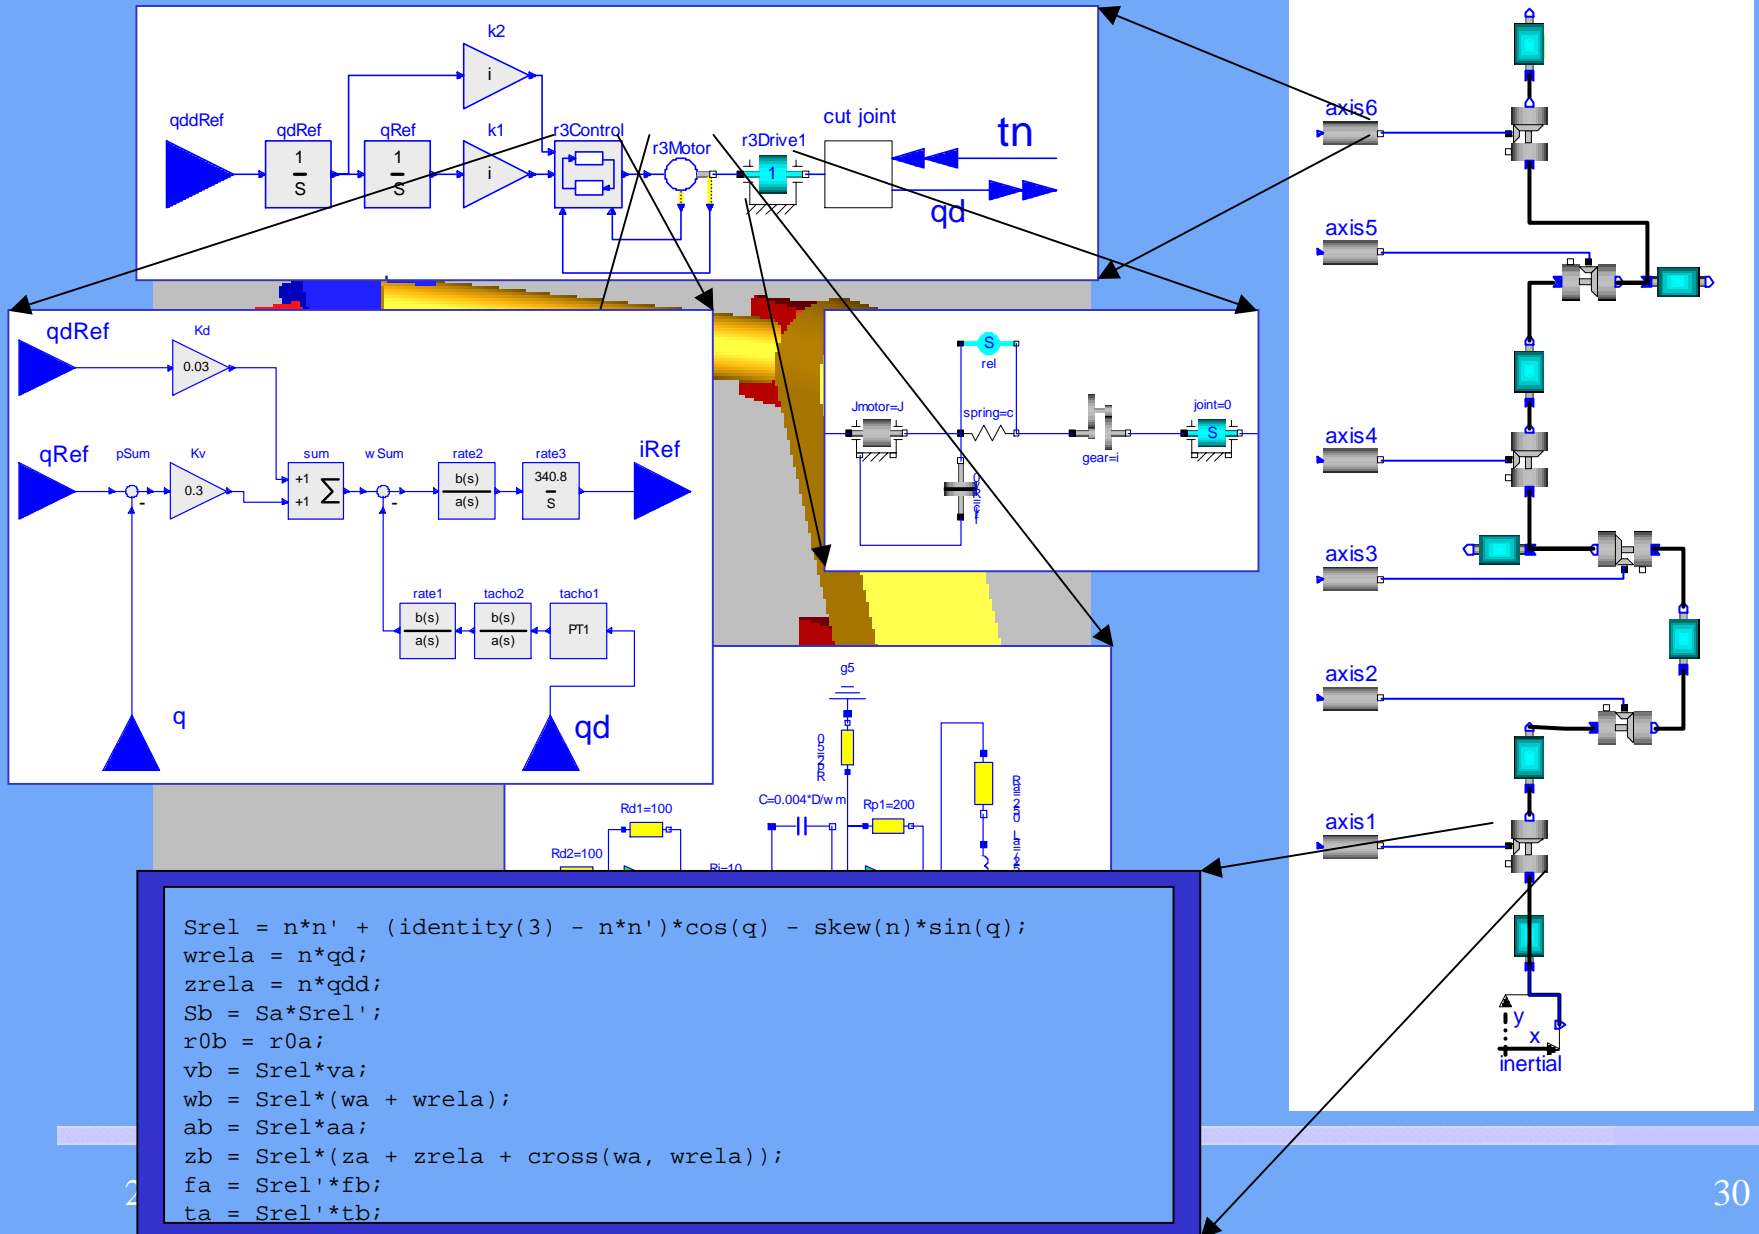 k2
i
qddRef
qdRef
1
S
qRef
1
S
k1
i
r3Control
r3Motor
r3Drive1
1
cut joint
tn
qd
axis6
axis5
axis4
axis3
axis2
axis1
y
x
inertial
qdRef
Kd
0.03
qRef
pSum
-
Kv
0.3
sum
+1
+1
Σ
wSum
-
rate2
b(s)
a(s)
rate3
340.8
S
iRef
rate1
b(s)
a(s)
tacho2
b(s)
a(s)
tacho1
PT1
q
qd
S
rel
Jmotor=J
spring=c
gear=i
joint=0
S
g5
C=0.004*D/wm
Rp1=200
Rd1=100
Rd2=100
Ri=10
Srel = n*n' + (identity(3) - n*n')*cos(q) - skew(n)*sin(q);
wrela = n*qd;
zrela = n*qdd;
Sb = Sa*Srel';
r0b = r0a;
vb = Srel*va;
wb = Srel*(wa + wrela);
ab = Srel*aa;
zb = Srel*(za + zrela + cross(wa, wrela));
fa = Srel'*fb;
ta = Srel'*tb;
30